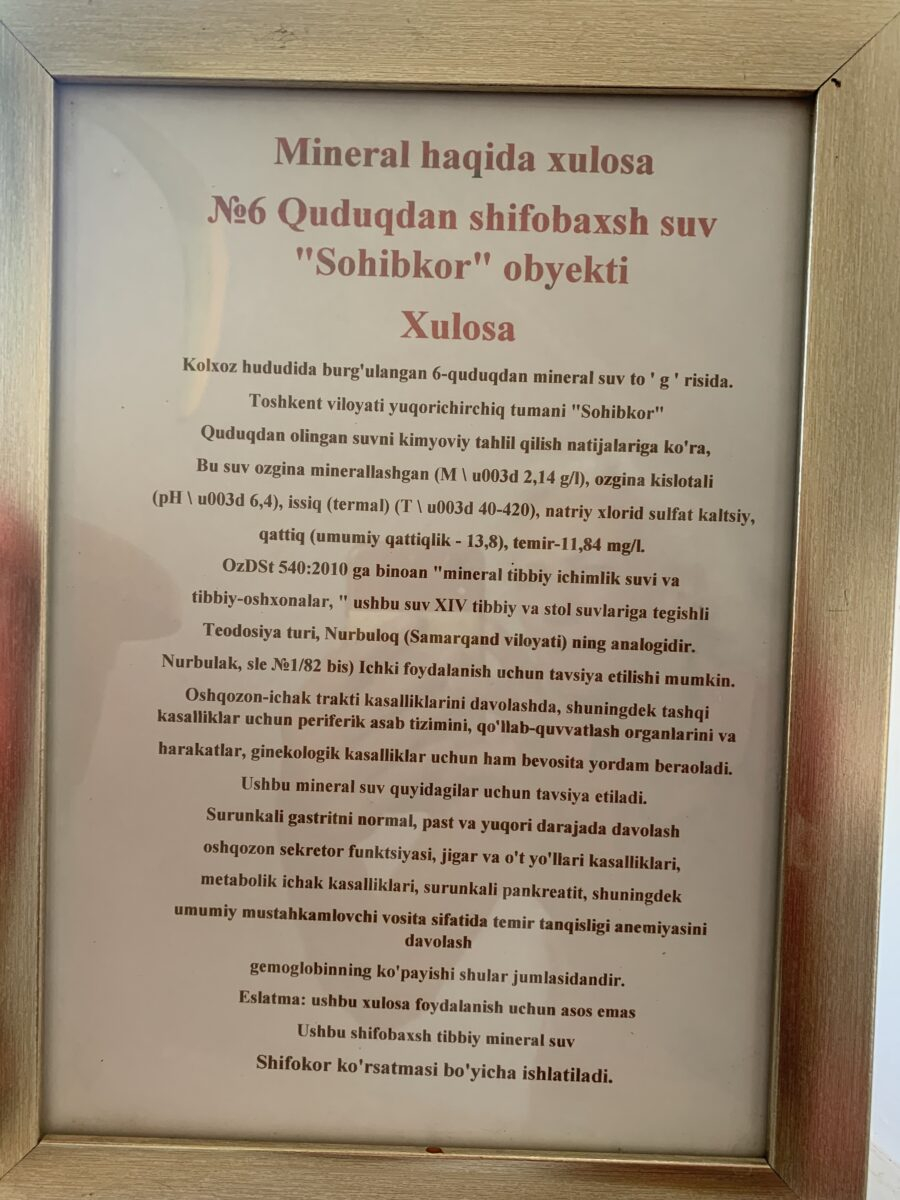 Mineral haqida xulosa
№6 Quduqdan shifobaxsh suv
"Sohibkor" obyekti
Xulosa
Kolxoz hududida burg'ulangan 6-quduqdan mineral suv to ' g ' risida.
Toshkent viloyati yuqorichirchiq tumani "Sohibkor"
Quduqdan olingan suvni kimyoviy tahlil qilish natijalariga ko'ra,
Bu suv ozgina minerallashgan (M \ u003d 2,14 g/l), ozgina kislotali
(pH \ u003d 6,4), issiq (termal) (T \ u003d 40-420), natriy xlorid sulfat kaltsiy,
qattiq (umumiy qattiqlik - 13,8), temir-11,84 mg/l.
OzDSt 540:2010 ga binoan "mineral tibbiy ichimlik suvi va
tibbiy-oshxonalar, " ushbu suv XIV tibbiy va stol suvlariga tegishli
Teodosiya turi, Nurbuloq (Samarqand viloyati) ning analogidir.
Nurbulak, sle №1/82 bis) Ichki foydalanish uchun tavsiya etilishi mumkin.
Oshqozon-ichak trakti kasalliklarini davolashda, shuningdek tashqi
kasalliklar uchun periferik asab tizimini, qo'llab-quvvatlash organlarini va
harakatlar, ginekologik kasalliklar uchun ham bevosita yordam beraoladi.
Ushbu mineral suv quyidagilar uchun tavsiya etiladi.
Surunkali gastritni normal, past va yuqori darajada davolash
oshqozon sekretor funktsiyasi, jigar va o't yo'llari kasalliklari,
metabolik ichak kasalliklari, surunkali pankreatit, shuningdek
umumiy mustahkamlovchi vosita sifatida temir tanqisligi anemiyasini
davolash
gemoglobinning ko'payishi shular jumlasidandir.
Eslatma: ushbu xulosa foydalanish uchun asos emas
Ushbu shifobaxsh tibbiy mineral suv
Shifokor ko'rsatmasi bo'yicha ishlatiladi.